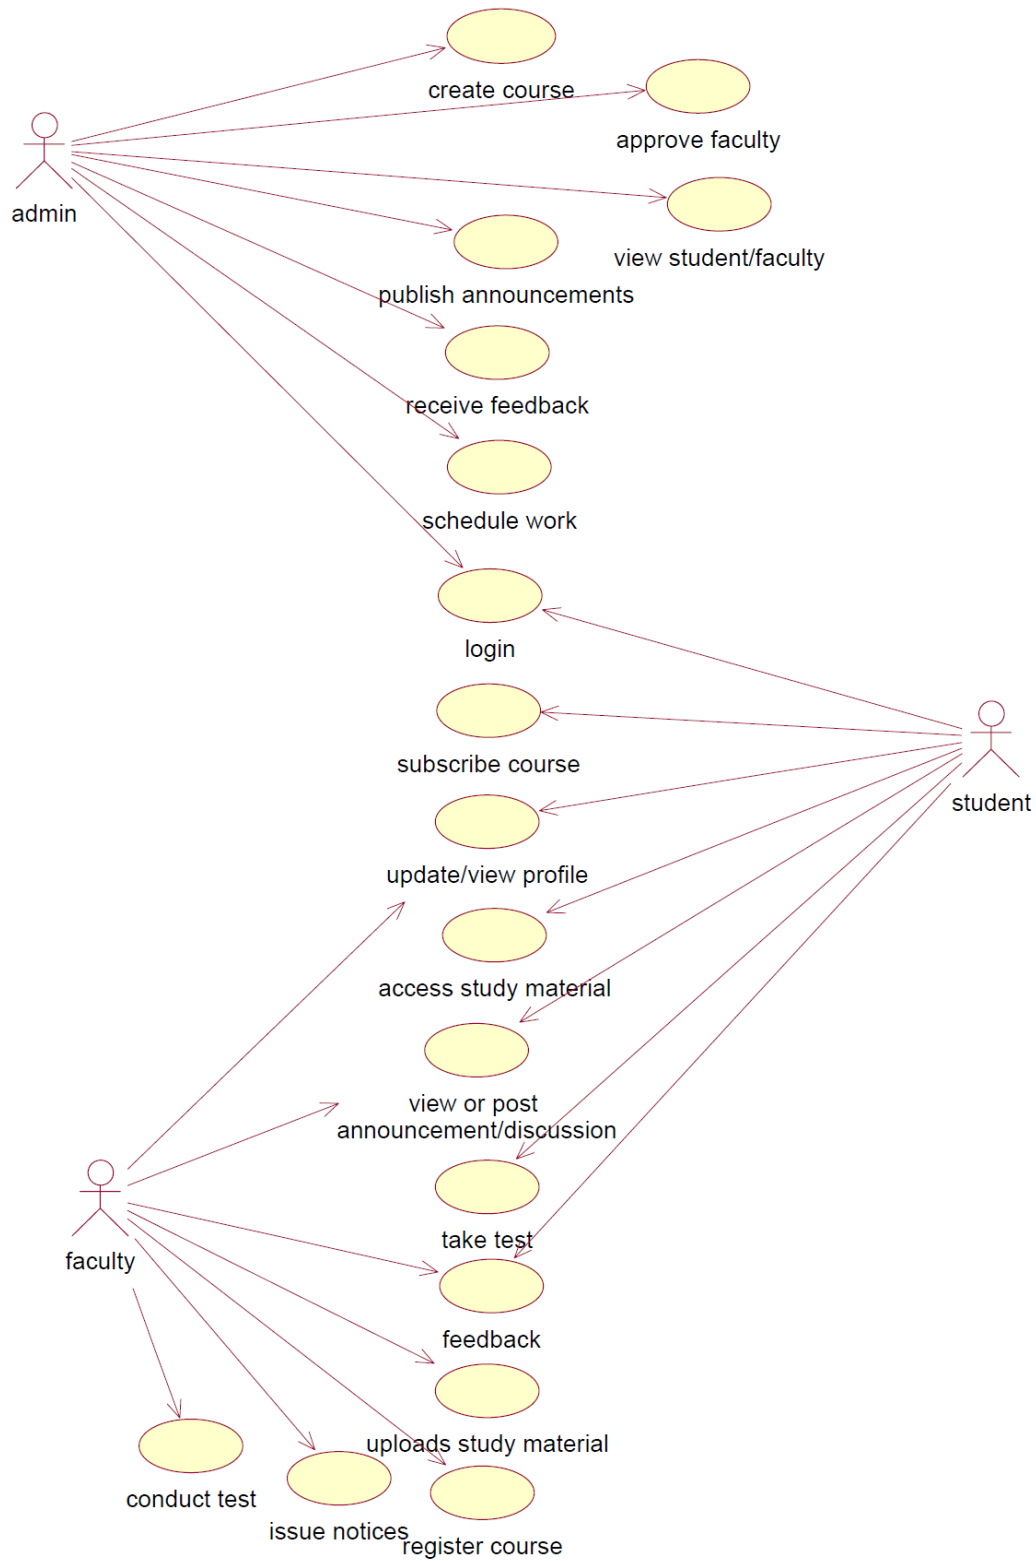 create course
approve faculty
admin
view student/faculty
publish announcements
receive feedback
schedule work
login
subscribe course
student
update/view profile
access study material
view or post
announcement/discussion
take test
faculty
feedback
uploads study material
conduct test
issue notices
register course